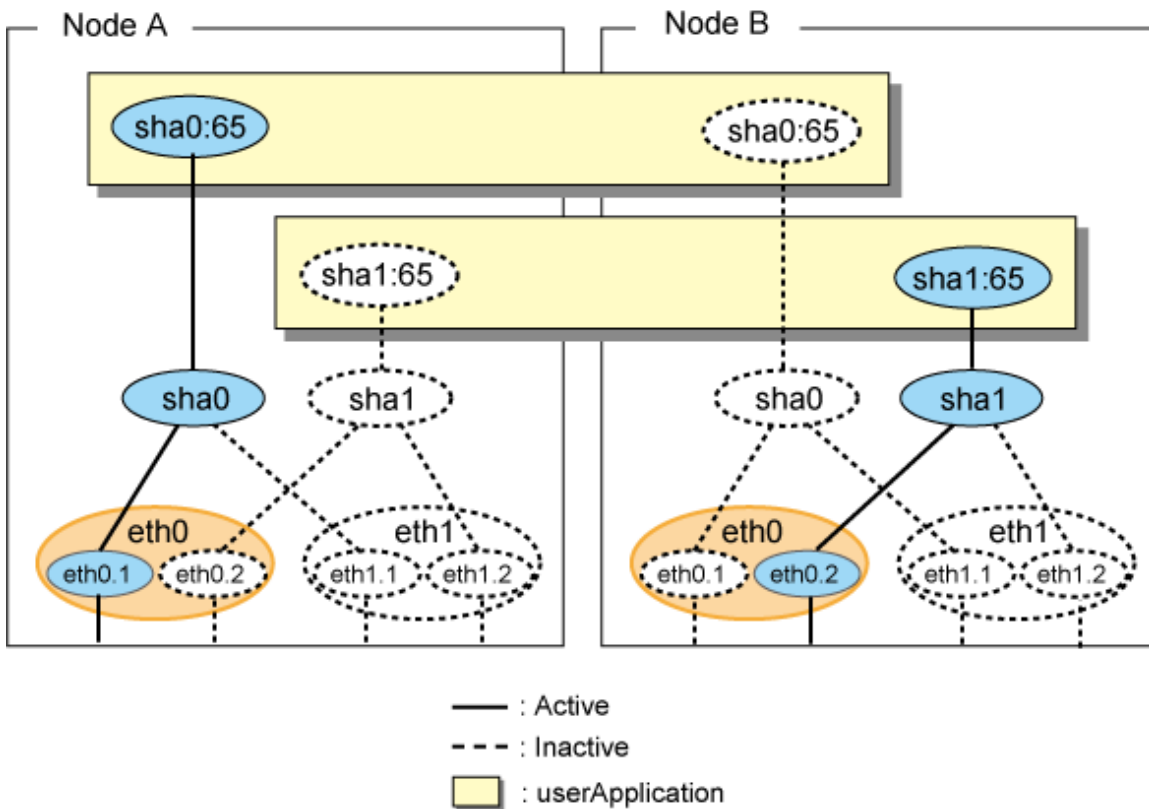 Node A
Node B
sha0:65
sha0:65
sha1:65
sha1:65
sha0
sha1
sha0
sha1
eth0
eth1
eth0
eth1
eth0.1
eth0.2
eth1.1
eth1.2
eth0.1
eth0.2
eth1.1
eth1.2
: Active
: Inactive
: userApplication